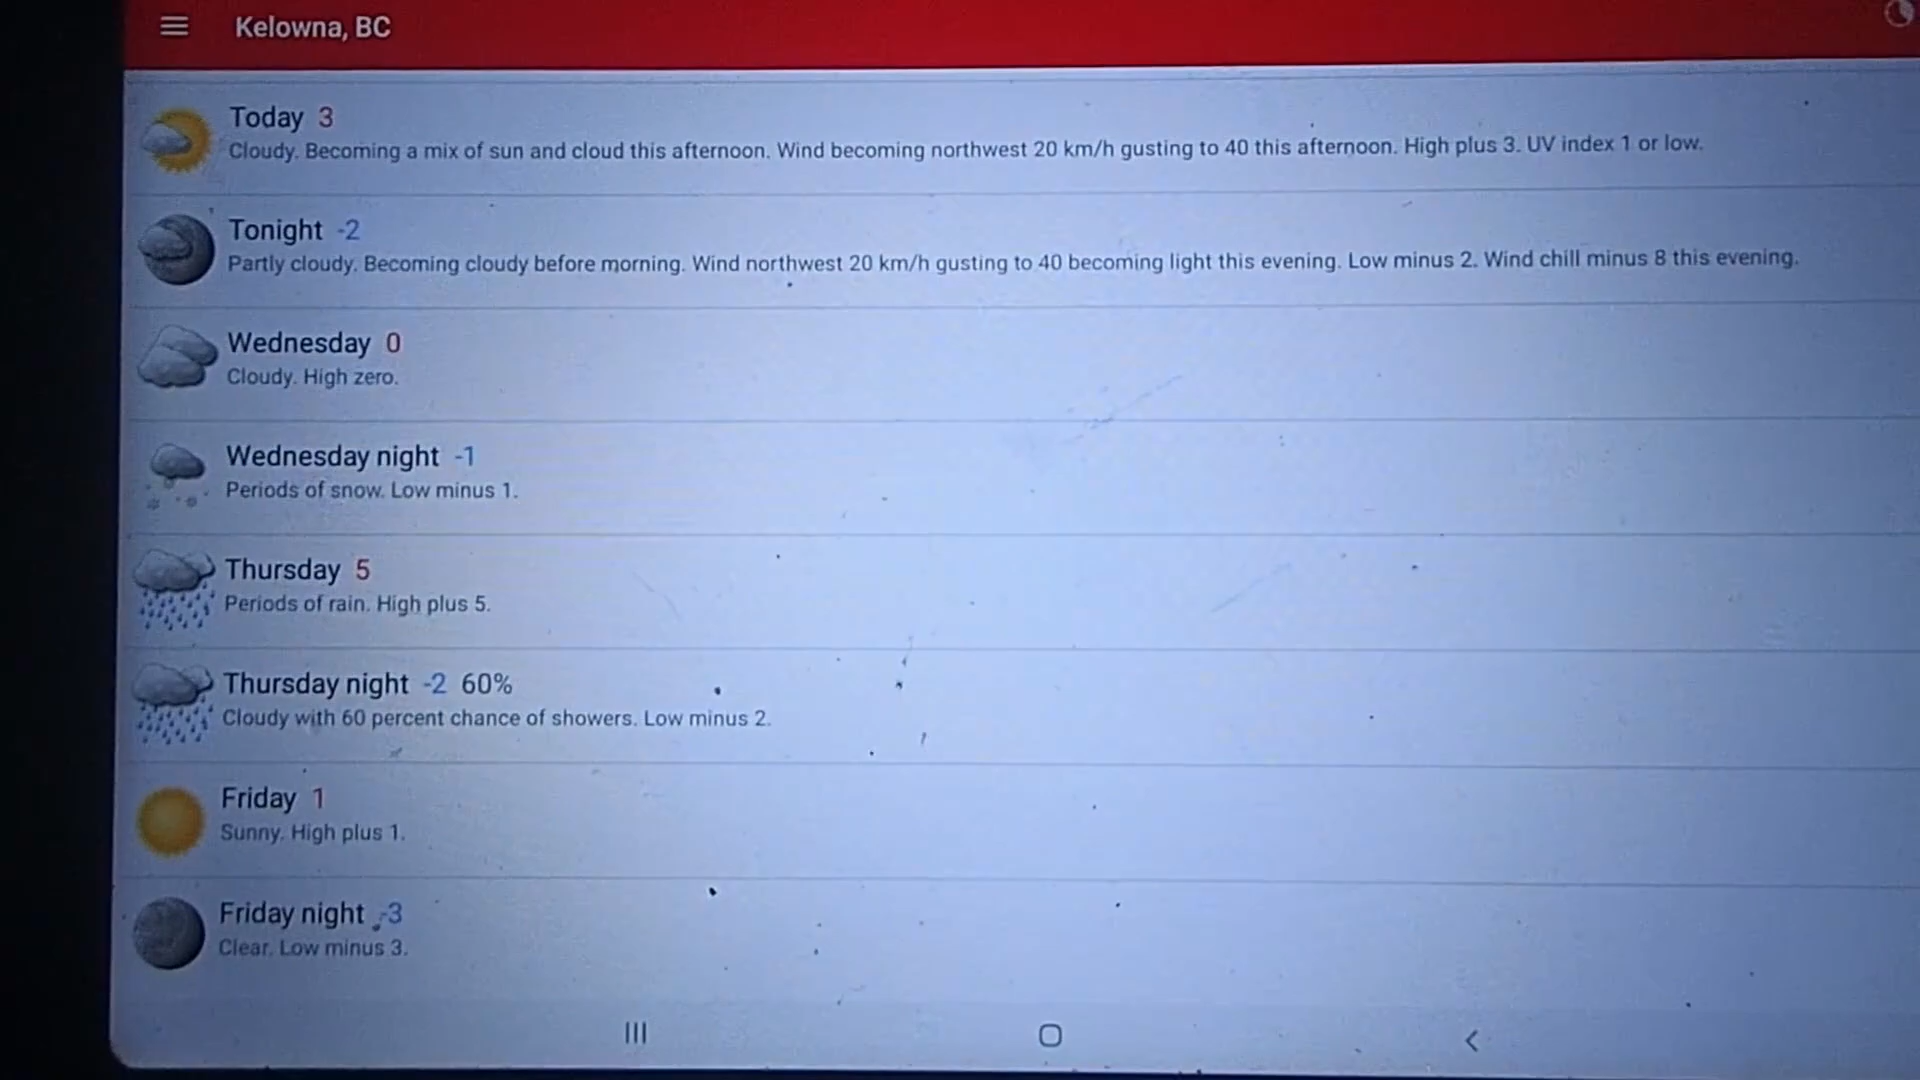 Kelowna, BC
Today 3
Cloudy. Becoming a mix of sun and cloud this afternoon. Wind becoming northwest 20 km/h gusting to 40 this afternoon. High plus 3. UV index 1 or low.
Tonight -2
Partly cloudy. Becoming cloudy before morning. Wind northwest 20 km/h gusting to 40 becoming light this evening. Low minus 2. Wind chill minus 8 this evening.
Wednesday 0
Cloudy. High zero.
Wednesday night -1
Periods of snow. Low minus 1.
Thursday 5
Periods of rain. High plus 5.
Thursday night -2 60%
Cloudy with 60 percent chance of showers. Low minus 2.
Friday 1
Sunny. High plus 1.
Friday night -3
Clear. Low minus 3.